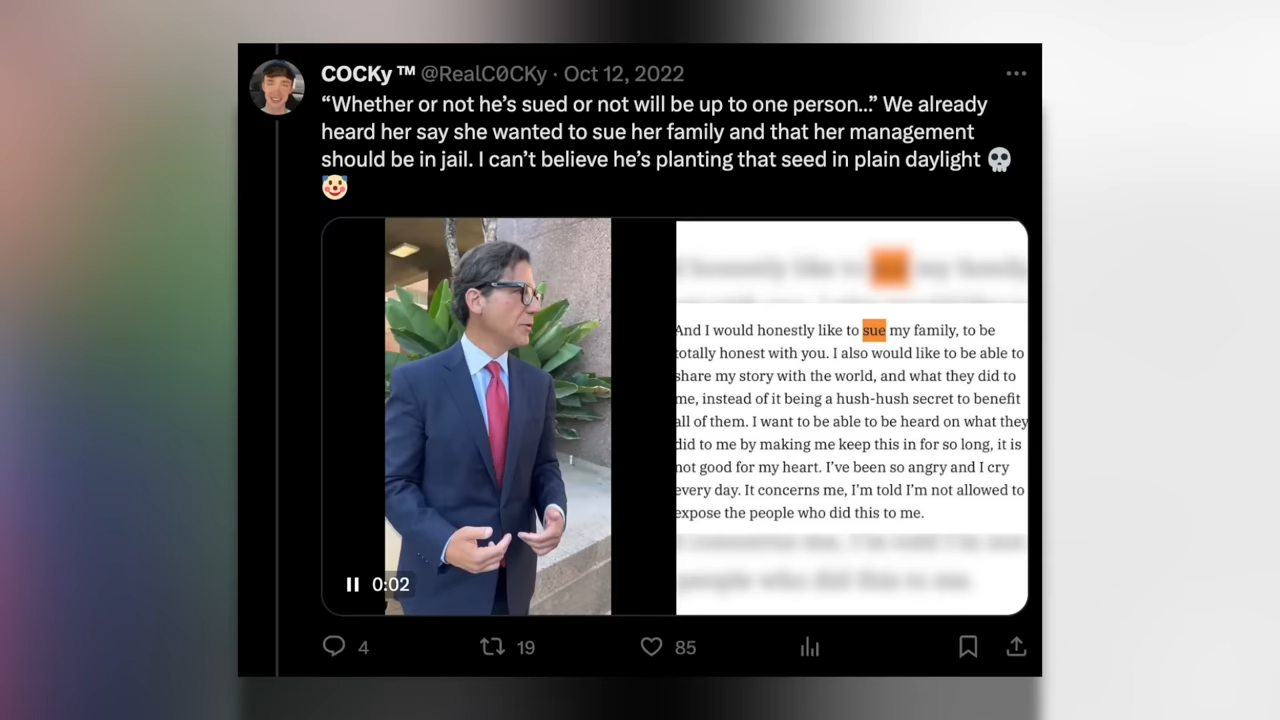 COCKy ™ @RealC0CKy · Oct 12, 2022
“Whether or not he’s sued or not will be up to one person...” We already
heard her say she wanted to sue her family and that her management
should be in jail. I can’t believe he’s planting that seed in plain daylight 💀
🤡
And I would honestly like to sue my family, to be
totally honest with you. I also would like to be able to
share my story with the world, and what they did to
me, instead of it being a hush-hush secret to benefit
all of them. I want to be able to be heard on what they
did to me by making me keep this in for so long, it is
not good for my heart. I’ve been so angry and I cry
every day. It concerns me, I’m told I’m not allowed to
expose the people who did this to me.
0:02
4
19
85